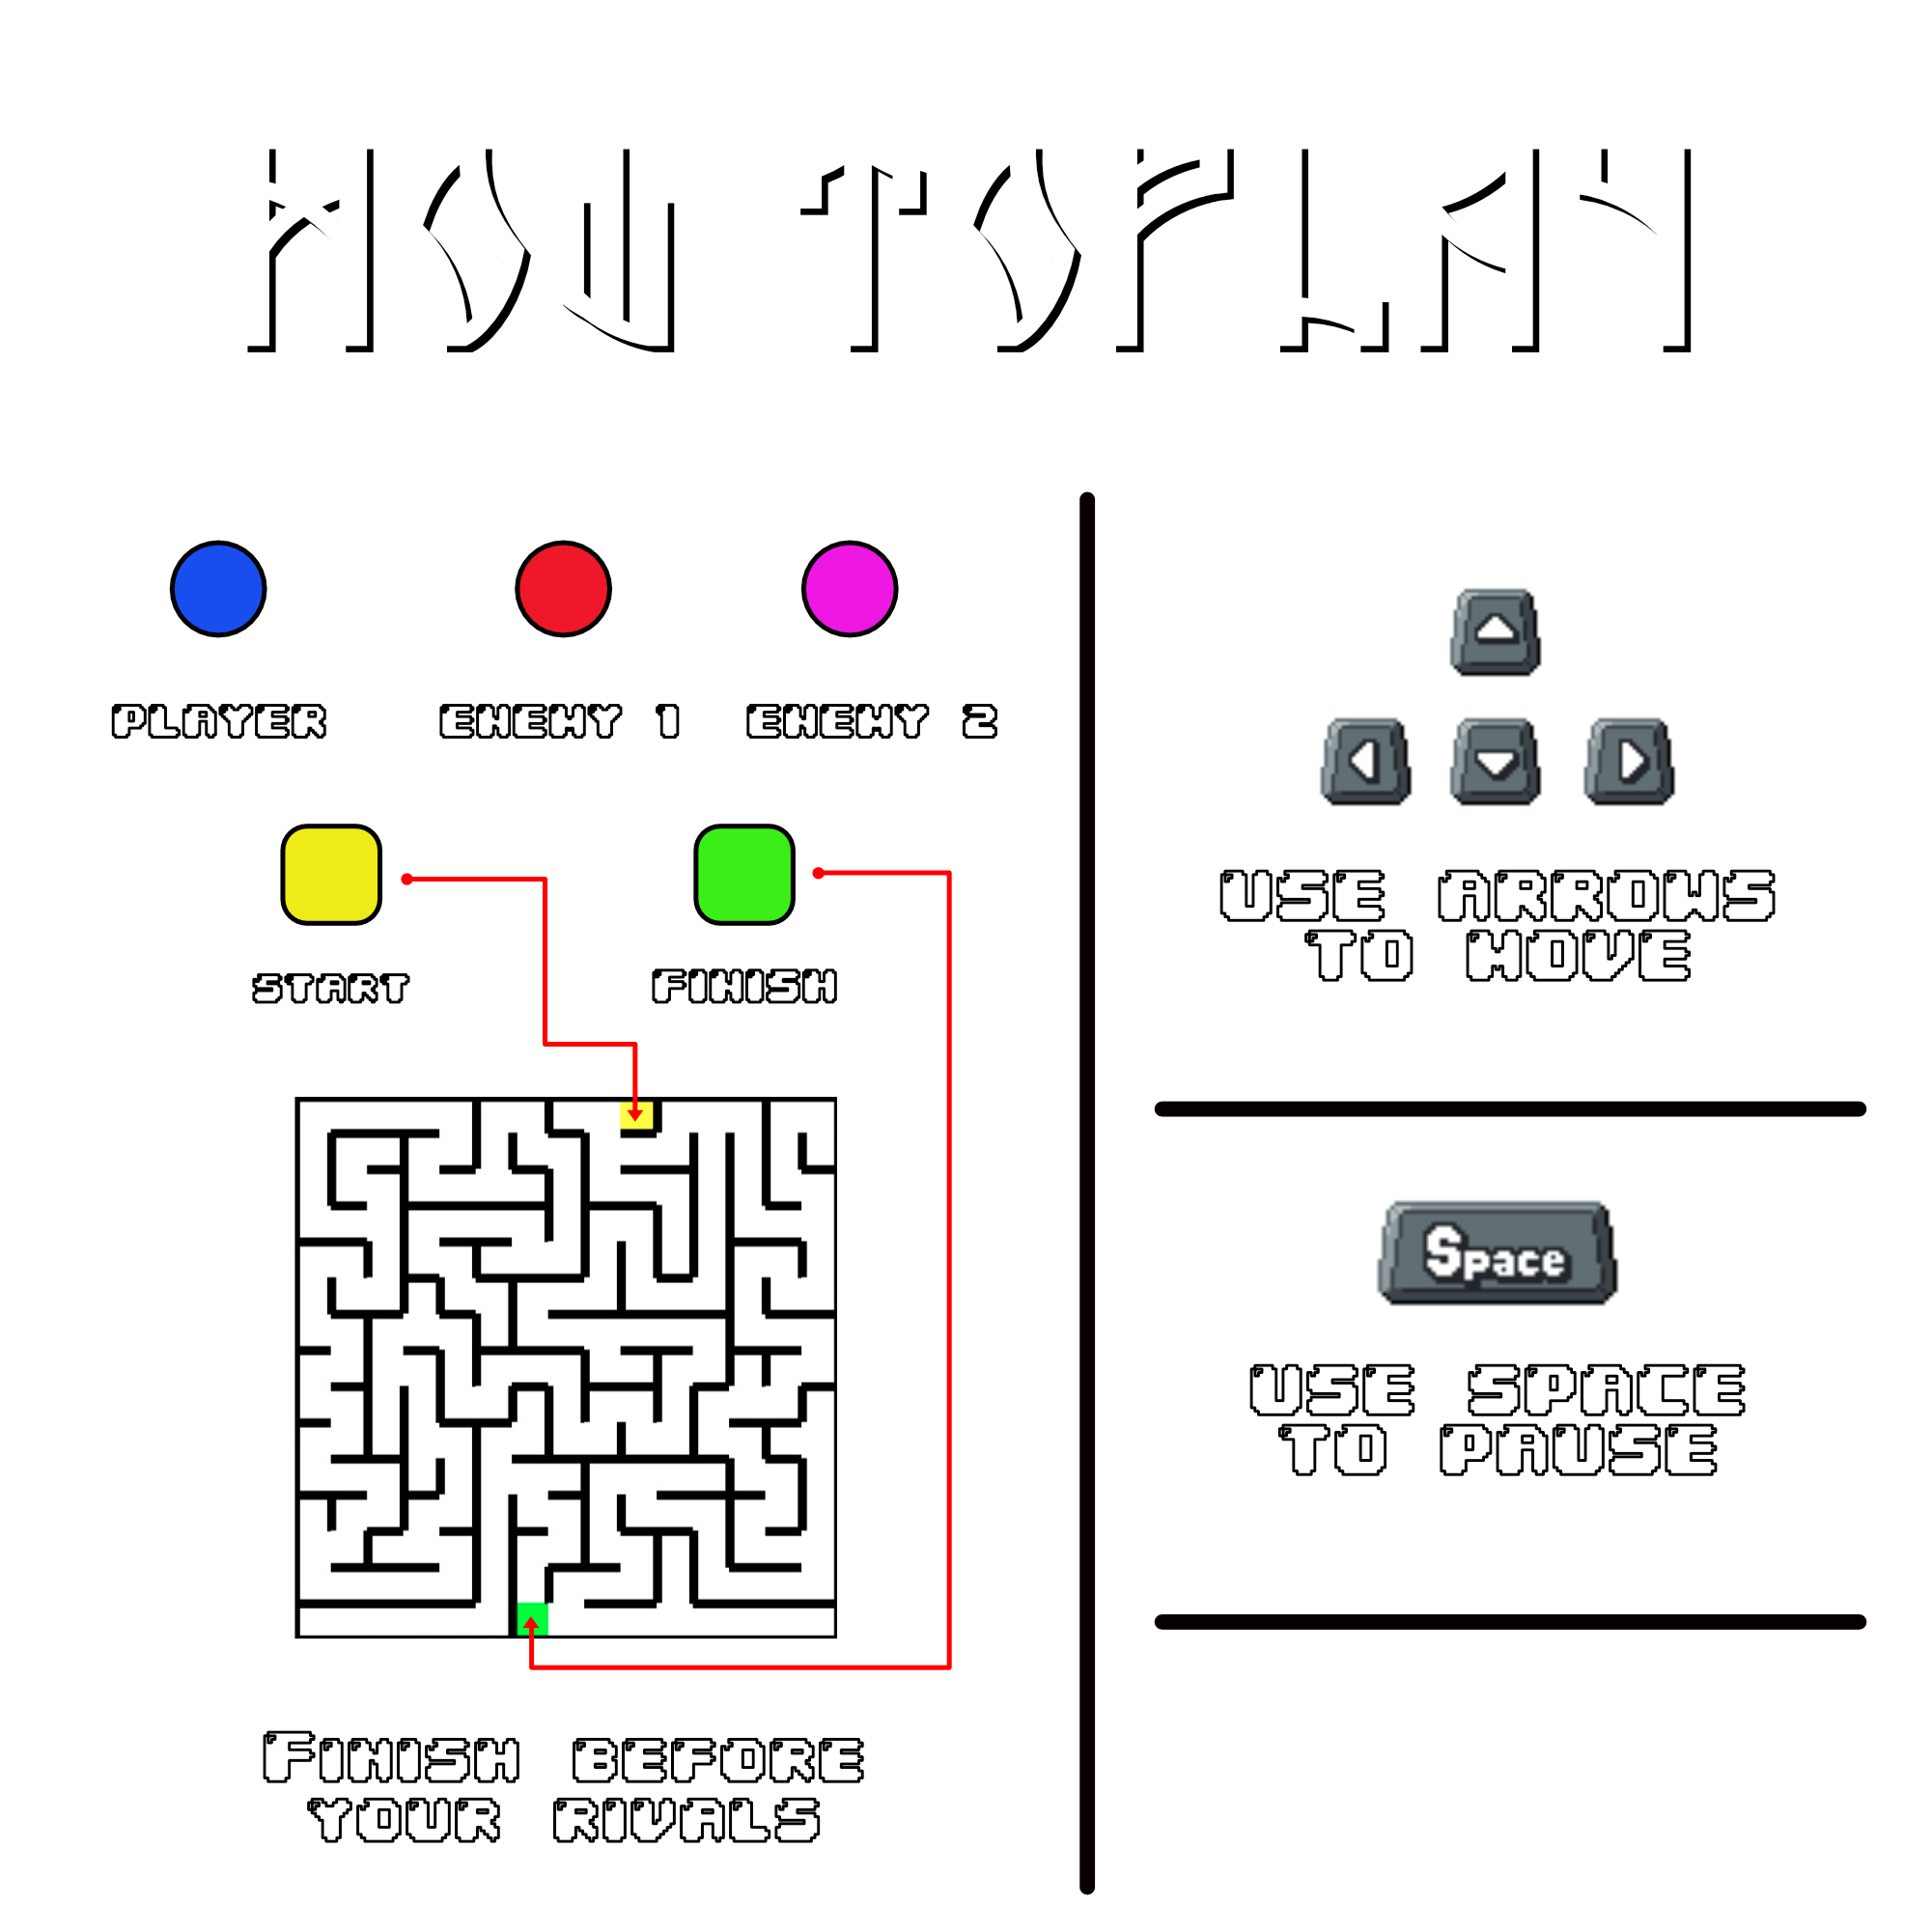 HOW TO PLAY
PLAYER
ENEMY 1
ENEMY 2
START
FINISH
FINISH BEFORE
YOUR RIVALS
USE ARROWS
TO MOVE
Space
USE SPACE
TO PAUSE